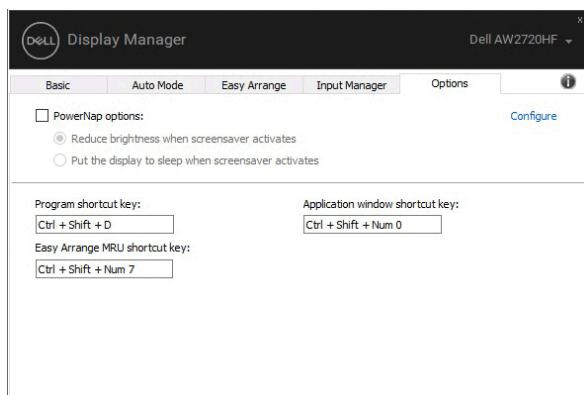 DELL Display Manager
Dell AW2720HF
x
Basic
Auto Mode
Easy Arrange
Input Manager
Options
i
PowerNap options:
Configure
Reduce brightness when screensaver activates
Put the display to sleep when screensaver activates
Program shortcut key:
Application window shortcut key:
Ctrl + Shift + D
Ctrl + Shift + Num 0
Easy Arrange MRU shortcut key:
Ctrl + Shift + Num 7